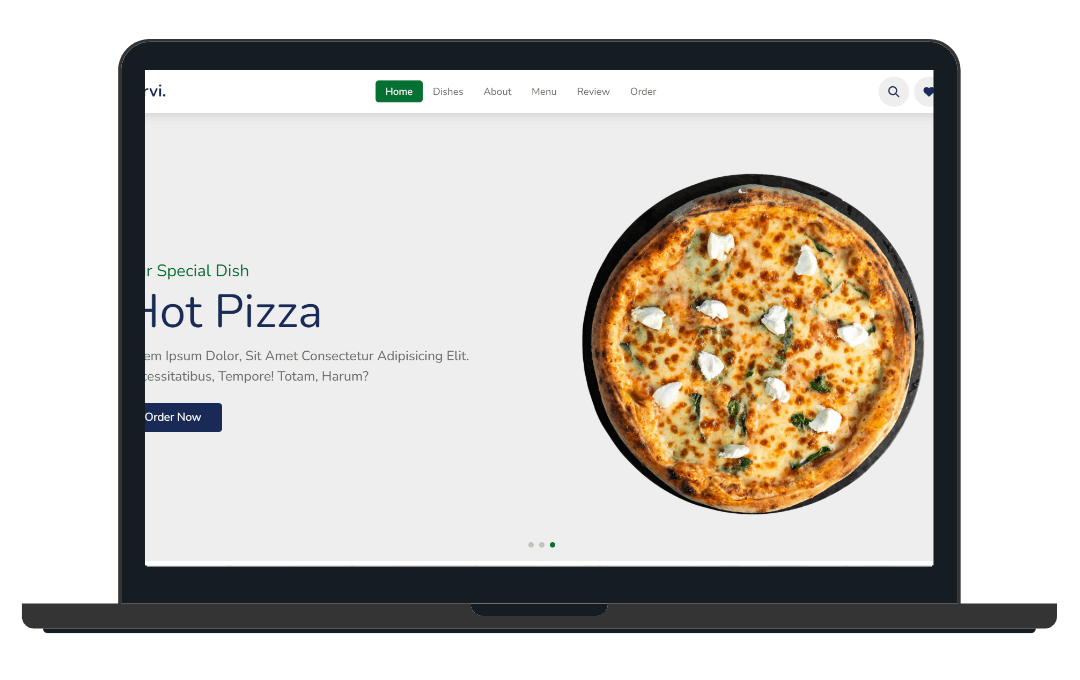 rvi.
Home Dishes About Menu Review Order
r Special Dish
Hot Pizza
em Ipsum Dolor, Sit Amet Consectetur Adipisicing Elit.
cessitatibus, Tempore! Totam, Harum?
Order Now